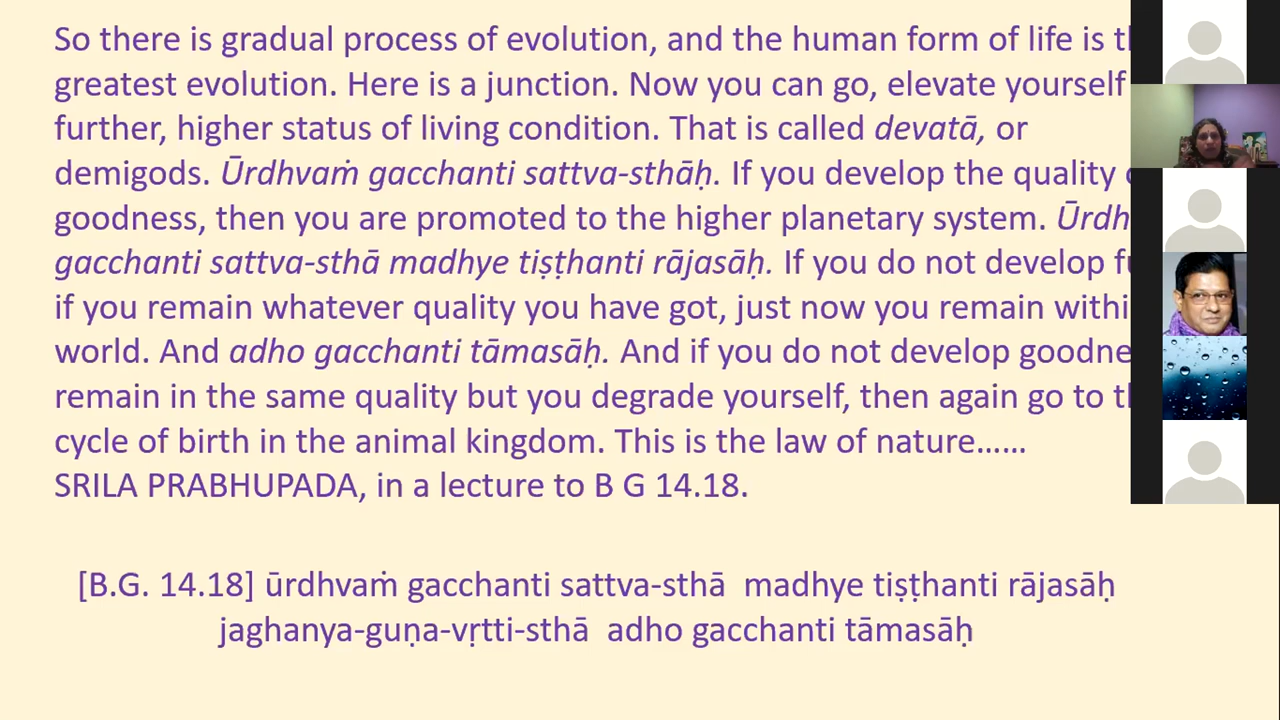 So there is gradual process of evolution, and the human form of life is
greatest evolution. Here is a junction. Now you can go, elevate yourself
further, higher status of living condition. That is called devatā, or
demigods. Ūrdhvaṁ gacchanti sattva-sthāḥ. If you develop the quality
goodness, then you are promoted to the higher planetary system.
gacchanti sattva-sthā madhye tiṣṭhanti rājasāḥ. If you do not develop
if you remain whatever quality you have got, just now you remain
world. And adho gacchanti tāmasāḥ. And if you do not develop
remain in the same quality but you degrade yourself, then again go to
cycle of birth in the animal kingdom. This is the law of nature……
SRILA PRABHUPADA, in a lecture to B G 14.18.
[B.G. 14.18] ūrdhvaṁ gacchanti sattva-sthā madhye tiṣṭhanti rājasāḥ
jaghanya-guṇa-vṛtti-sthā adho gacchanti tāmasāḥ